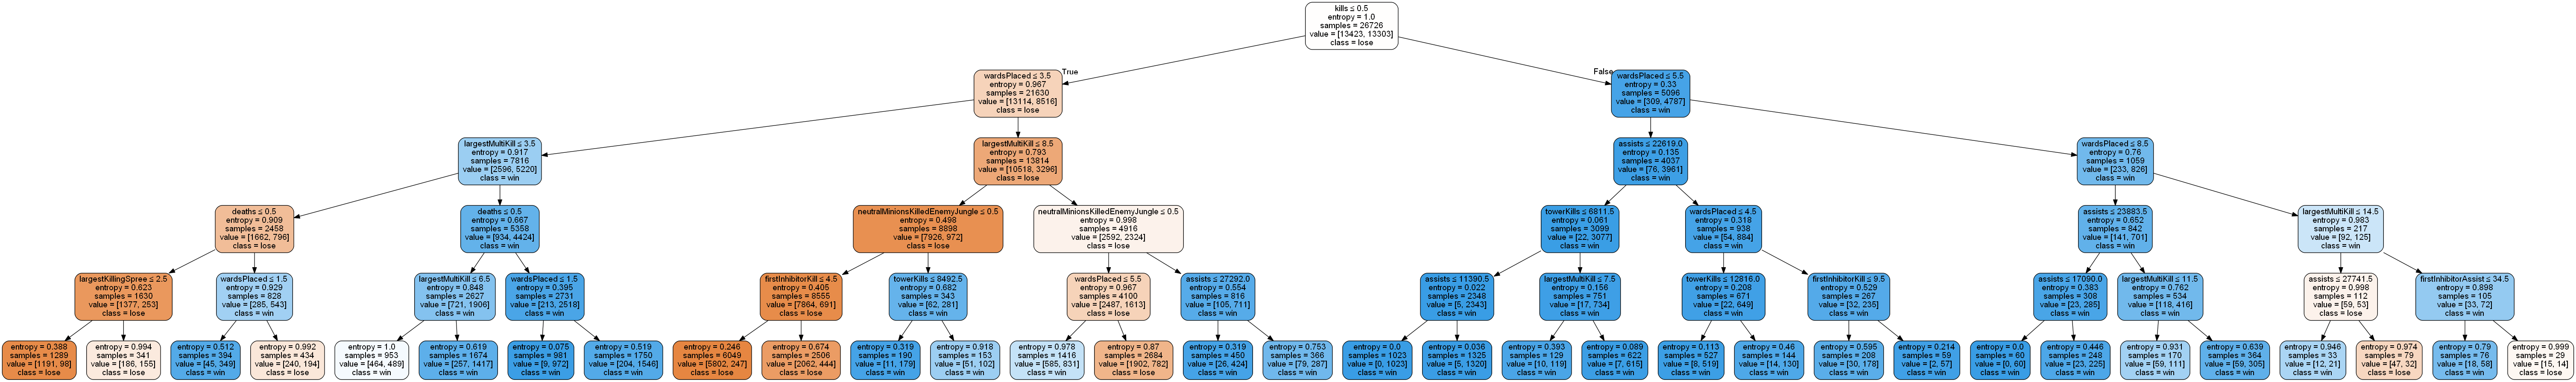 kills ≤ 0.5
entropy = 1.0
samples = 26726
value = [13423, 13303]
class = lose
True
False
wardsPlaced ≤ 3.5
entropy = 0.967
samples = 21630
value = [13114, 8516]
class = lose
wardsPlaced ≤ 5.5
entropy = 0.33
samples = 5096
value = [309, 4787]
class = win
largestMultiKill ≤ 3.5
entropy = 0.917
samples = 7816
value = [2596, 5220]
class = win
largestMultiKill ≤ 8.5
entropy = 0.793
samples = 13814
value = [10518, 3296]
class = lose
assists ≤ 22619.0
entropy = 0.135
samples = 4037
value = [76, 3961]
class = win
wardsPlaced ≤ 8.5
entropy = 0.76
samples = 1059
value = [233, 826]
class = win
deaths ≤ 0.5
entropy = 0.909
samples = 2458
value = [1662, 796]
class = lose
deaths ≤ 0.5
entropy = 0.667
samples = 5358
value = [934, 4424]
class = win
neutralMinionsKilledEnemyJungle ≤ 0.5
entropy = 0.498
samples = 8898
value = [7926, 972]
class = lose
neutralMinionsKilledEnemyJungle ≤ 0.5
entropy = 0.998
samples = 4916
value = [2592, 2324]
class = lose
towerKills ≤ 6811.5
entropy = 0.061
samples = 3099
value = [22, 3077]
class = win
wardsPlaced ≤ 4.5
entropy = 0.318
samples = 938
value = [54, 884]
class = win
assists ≤ 23883.5
entropy = 0.652
samples = 842
value = [141, 701]
class = win
largestMultiKill ≤ 14.5
entropy = 0.983
samples = 217
value = [92, 125]
class = win
largestKillingSpree ≤ 2.5
entropy = 0.623
samples = 1630
value = [1377, 253]
class = lose
wardsPlaced ≤ 1.5
entropy = 0.929
samples = 828
value = [285, 543]
class = win
largestMultiKill ≤ 6.5
entropy = 0.848
samples = 2627
value = [721, 1906]
class = win
wardsPlaced ≤ 1.5
entropy = 0.395
samples = 2731
value = [213, 2518]
class = win
firstInhibitorKill ≤ 4.5
entropy = 0.405
samples = 8555
value = [7864, 691]
class = lose
towerKills ≤ 8492.5
entropy = 0.682
samples = 343
value = [62, 281]
class = win
wardsPlaced ≤ 5.5
entropy = 0.967
samples = 4100
value = [2487, 1613]
class = lose
assists ≤ 27292.0
entropy = 0.554
samples = 816
value = [105, 711]
class = win
assists ≤ 11390.5
entropy = 0.022
samples = 2348
value = [5, 2343]
class = win
largestMultiKill ≤ 7.5
entropy = 0.156
samples = 751
value = [17, 734]
class = win
towerKills ≤ 12816.0
entropy = 0.208
samples = 671
value = [22, 649]
class = win
firstInhibitorKill ≤ 9.5
entropy = 0.529
samples = 267
value = [32, 235]
class = win
assists ≤ 17090.0
entropy = 0.383
samples = 308
value = [23, 285]
class = win
largestMultiKill ≤ 11.5
entropy = 0.762
samples = 534
value = [118, 416]
class = win
assists ≤ 27741.5
entropy = 0.998
samples = 112
value = [59, 53]
class = lose
firstInhibitorAssist ≤ 34.5
entropy = 0.898
samples = 105
value = [33, 72]
class = win
entropy = 0.388
samples = 1289
value = [1191, 98]
class = lose
entropy = 0.994
samples = 341
value = [186, 155]
class = lose
entropy = 0.512
samples = 394
value = [45, 349]
class = win
entropy = 0.992
samples = 434
value = [240, 194]
class = lose
entropy = 1.0
samples = 953
value = [464, 489]
class = win
entropy = 0.619
samples = 1674
value = [257, 1417]
class = win
entropy = 0.075
samples = 981
value = [9, 972]
class = win
entropy = 0.519
samples = 1750
value = [204, 1546]
class = win
entropy = 0.246
samples = 6049
value = [5802, 247]
class = lose
entropy = 0.674
samples = 2506
value = [2062, 444]
class = lose
entropy = 0.319
samples = 190
value = [11, 179]
class = win
entropy = 0.918
samples = 153
value = [51, 102]
class = win
entropy = 0.978
samples = 1416
value = [585, 831]
class = win
entropy = 0.87
samples = 2684
value = [1902, 782]
class = lose
entropy = 0.319
samples = 450
value = [26, 424]
class = win
entropy = 0.753
samples = 366
value = [79, 287]
class = win
entropy = 0.0
samples = 1023
value = [0, 1023]
class = win
entropy = 0.036
samples = 1325
value = [5, 1320]
class = win
entropy = 0.393
samples = 129
value = [10, 119]
class = win
entropy = 0.089
samples = 622
value = [7, 615]
class = win
entropy = 0.113
samples = 527
value = [8, 519]
class = win
entropy = 0.46
samples = 144
value = [14, 130]
class = win
entropy = 0.595
samples = 208
value = [30, 178]
class = win
entropy = 0.214
samples = 59
value = [2, 57]
class = win
entropy = 0.0
samples = 60
value = [0, 60]
class = win
entropy = 0.446
samples = 248
value = [23, 225]
class = win
entropy = 0.931
samples = 170
value = [59, 111]
class = win
entropy = 0.639
samples = 364
value = [59, 305]
class = win
entropy = 0.946
samples = 33
value = [12, 21]
class = win
entropy = 0.974
samples = 79
value = [47, 32]
class = lose
entropy = 0.79
samples = 76
value = [18, 58]
class = win
entropy = 0.999
samples = 29
value = [15, 14]
class = lose